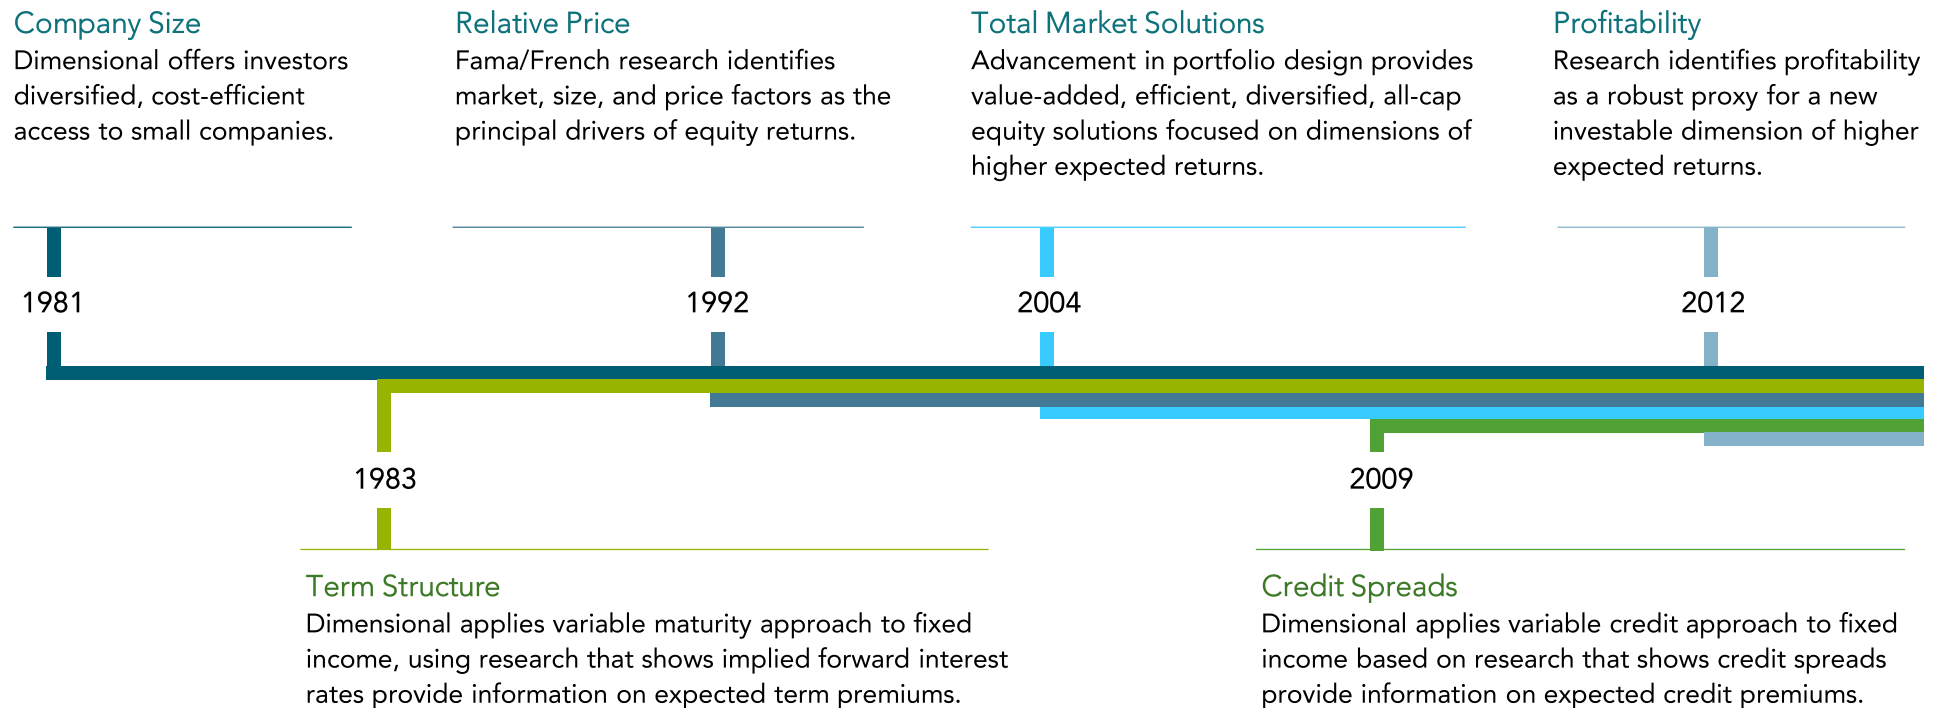 Company Size
Dimensional offers investors
diversified, cost-efficient
access to small companies.
Relative Price
Fama/French research identifies
market, size, and price factors as the
principal drivers of equity returns.
Total Market Solutions
Advancement in portfolio design provides
value-added, efficient, diversified, all-cap
equity solutions focused on dimensions of
higher expected returns.
Profitability
Research identifies profitability
as a robust proxy for a new
investable dimension of higher
expected returns.
1981
1992
2004
2012
1983
2009
Term Structure
Dimensional applies variable maturity approach to fixed
income, using research that shows implied forward interest
rates provide information on expected term premiums.
Credit Spreads
Dimensional applies variable credit approach to fixed
income based on research that shows credit spreads
provide information on expected credit premiums.